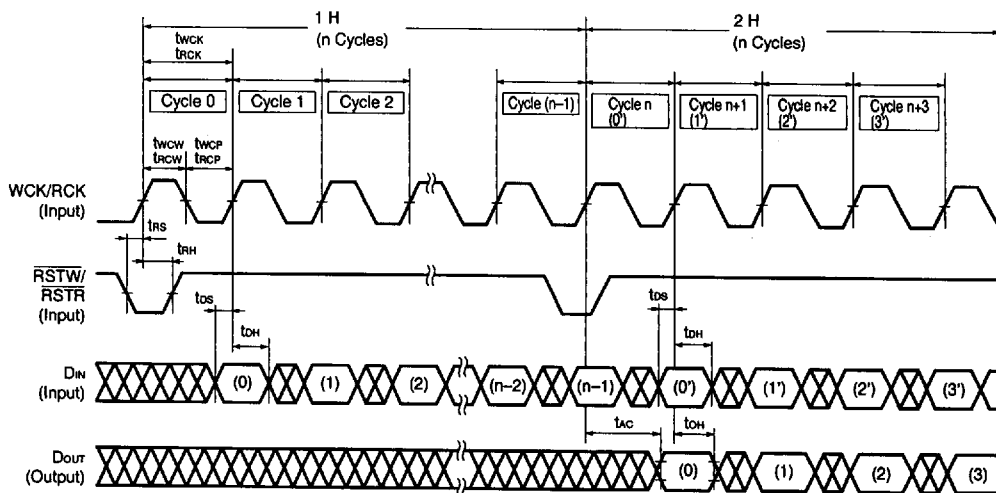 1 H
(n Cycles)
2 H
(n Cycles)
tWCK
tRCK
Cycle 0
Cycle 1
Cycle 2
Cycle (n–1)
Cycle n
(0')
Cycle n+1
(1')
Cycle n+2
(2')
Cycle n+3
(3')
tWCW
tRCW
tWCP
tRCP
WCK/RCK
(Input)
tRS
tRH
RSTW/
RSTR
(Input)
tDS
tDH
tDS
tDH
DIN
(Input)
(0)
(1)
(2)
(n–2)
(n–1)
(0')
(1')
(2')
(3')
tAC
tOH
DOUT
(Output)
(0)
(1)
(2)
(3)